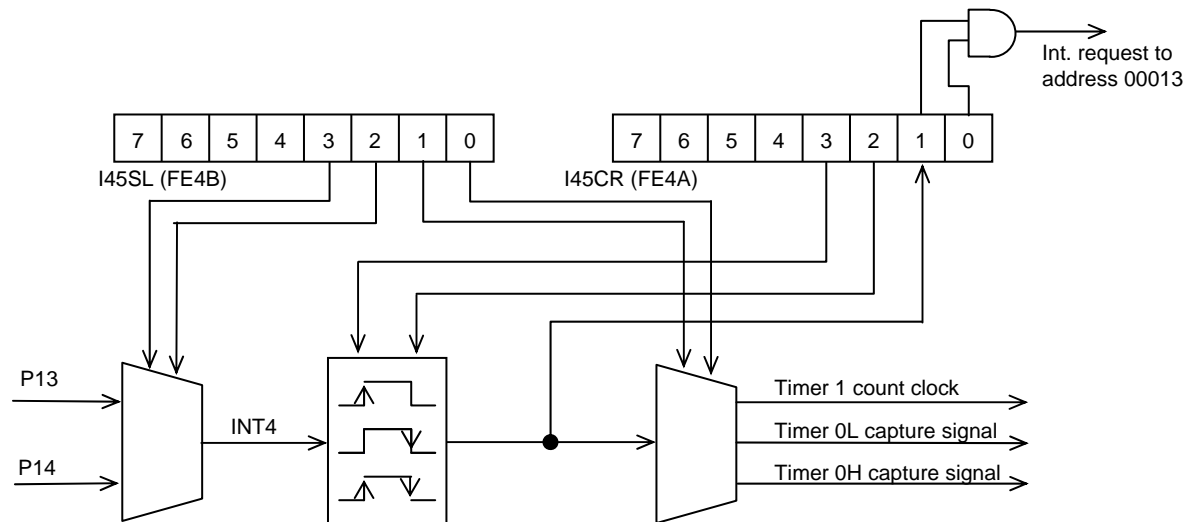 Int. request to
address 00013
7 6 5 4 3 2 1 0
I45SL (FE4B)
7 6 5 4 3 2 1 0
I45CR (FE4A)
P13
P14
INT4
Timer 1 count clock
Timer 0L capture signal
Timer 0H capture signal